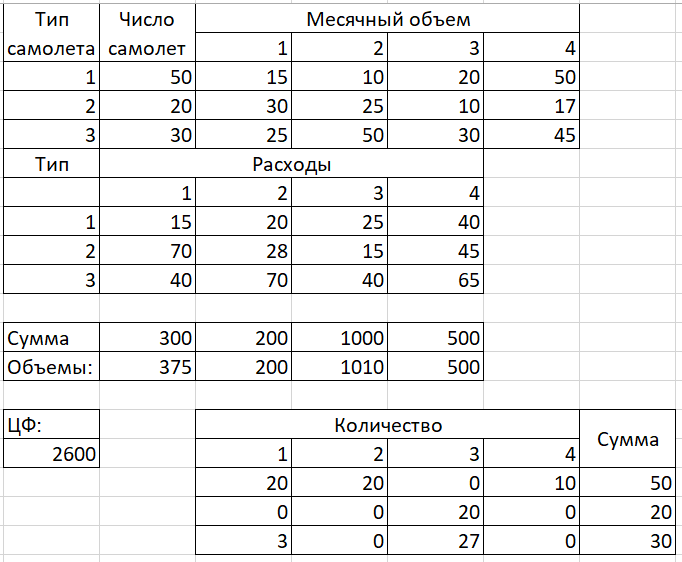 Тип Число Месячный объем
самолета самолет 1 2 3 4
1 50 15 10 20 50
2 20 30 25 10 17
3 30 25 50 30 45
Тип Расходы
1 2 3 4
1 15 20 25 40
2 70 28 15 45
3 40 70 40 65
Сумма 300 200 1000 500
Объемы: 375 200 1010 500
ЦФ: Количество Сумма
2600 1 2 3 4
20 20 0 10 50
0 0 20 0 20
3 0 27 0 30